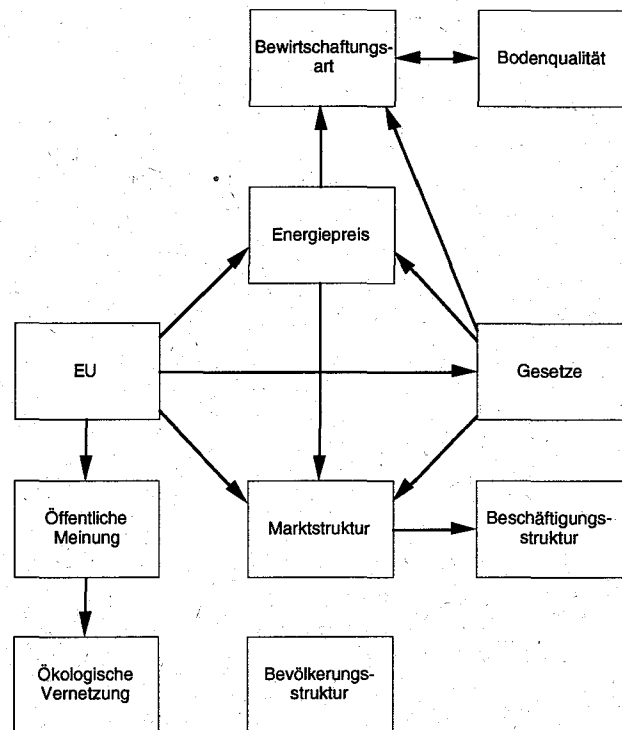 Bewirtschaftungs-
art
Bodenqualität
Energiepreis
EU
Gesetze
Öffentliche
Meinung
Marktstruktur
Beschäftigungs-
struktur
Ökologische
Vernetzung
Bevölkerungs-
struktur